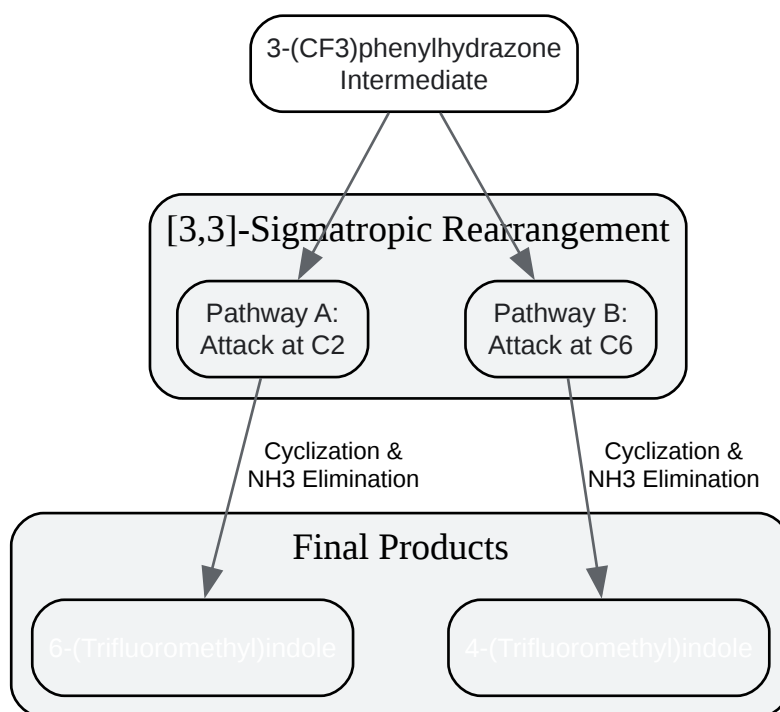 3-(CF3)phenylhydrazone
Intermediate
[3,3]-Sigmatropic Rearrangement
Pathway A:
Attack at C2
Pathway B:
Attack at C6
Cyclization &
NH3 Elimination
Cyclization &
NH3 Elimination
Final Products
6-(Trifluoromethyl)indole
4-(Trifluoromethyl)indole